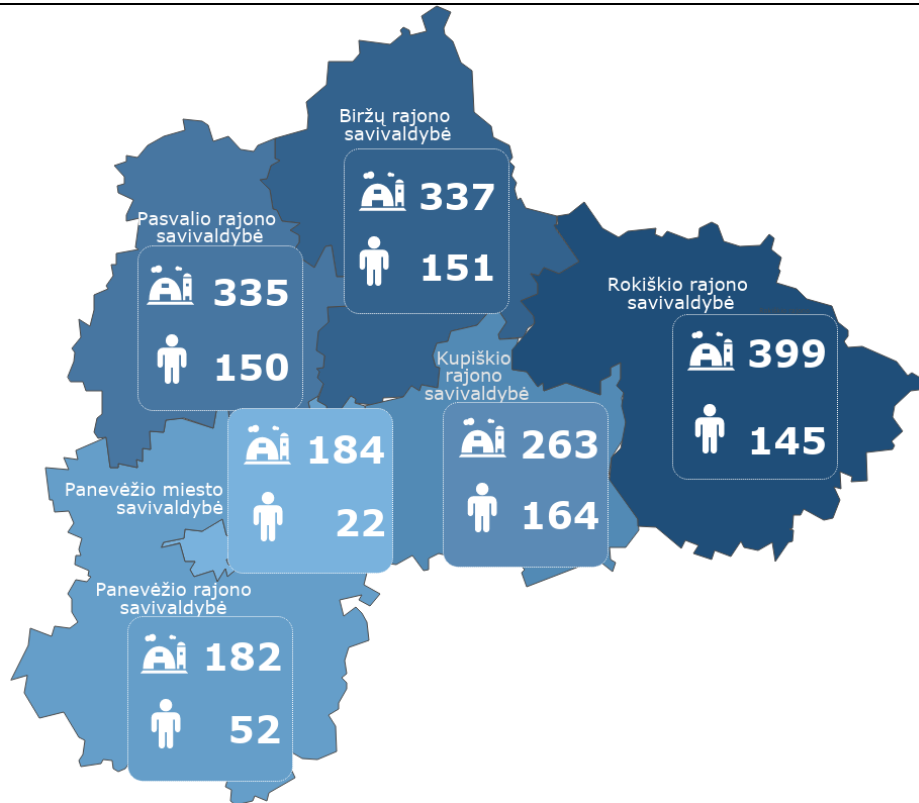 Biržų rajono
savivaldybė
337
151
Pasvalio rajono
savivaldybė
335
150
Rokiškio rajono
savivaldybė
399
145
Kupiškio
rajono
savivaldybė
263
164
Panevėžio miesto
savivaldybė
184
22
Panevėžio rajono
savivaldybė
182
52